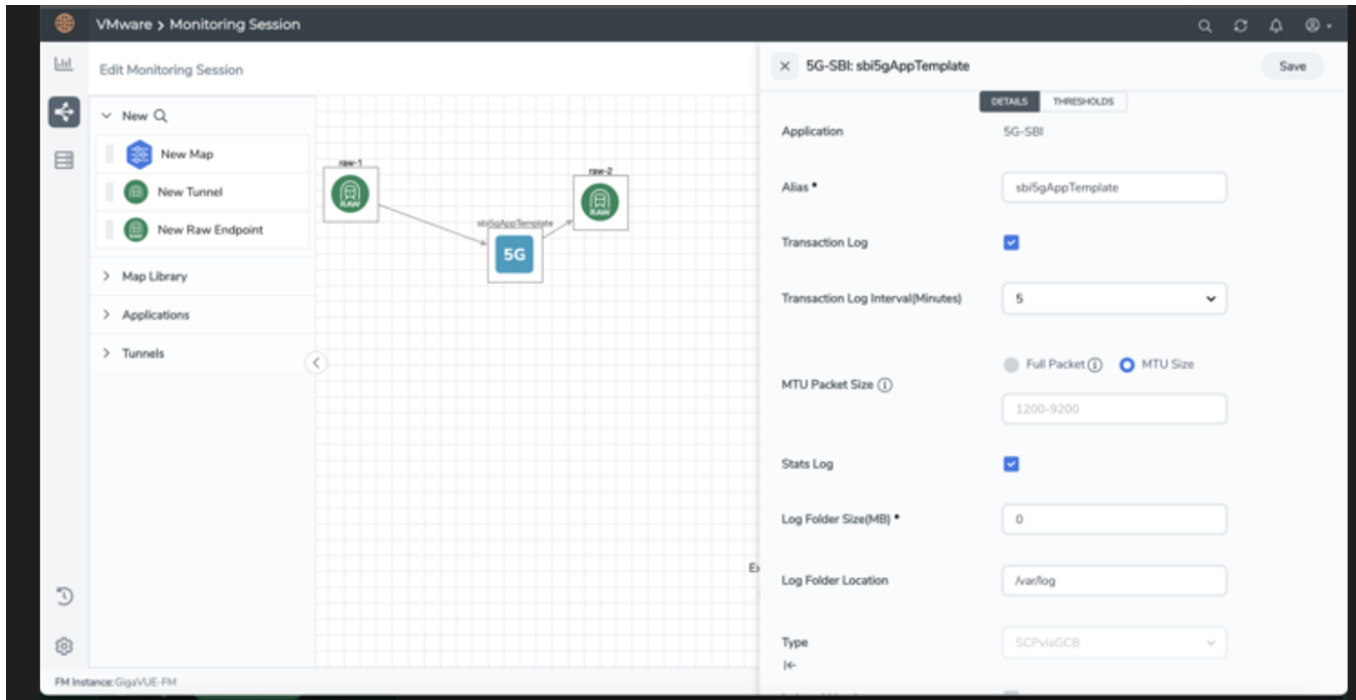 VMware > Monitoring Session
Edit Monitoring Session
New
New Map
New Tunnel
New Raw Endpoint
Map Library
Applications
Tunnels
raw-1
RAW
sbi5gAppTemplate
5G
raw-2
RAW
Ex
5G-SBI: sbi5gAppTemplate
Save
DETAILS THRESHOLDS
Application 5G-SBI
Alias * sbi5gAppTemplate
Transaction Log
Transaction Log Interval(Minutes) 5
Full Packet MTU Size
MTU Packet Size
1200-9200
Stats Log
Log Folder Size(MB) * 0
Log Folder Location /var/log
Type SCPviaGCB
FM Instance: GigaVUE-FM